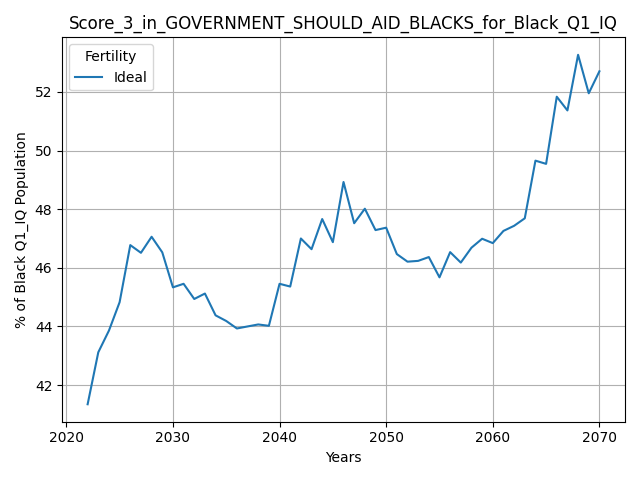 Score_3_in_GOVERNMENT_SHOULD_AID_BLACKS_for_Black_Q1_IQ
Fertility
Ideal
% of Black Q1_IQ Population
52
50
48
46
44
42
2020 2030 2040 2050 2060 2070
Years